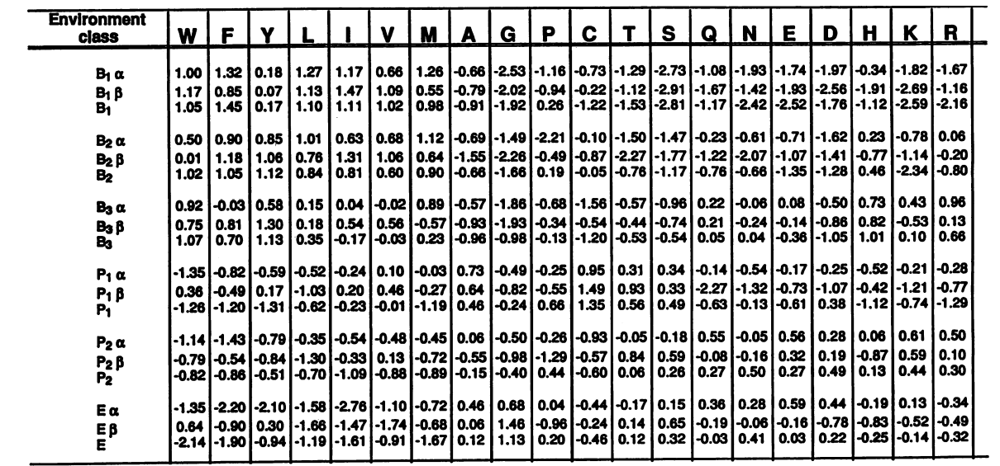 Environment class W F Y L I V M A G P C T S Q N E D H K R
B₁ α 1.00 1.32 0.18 1.27 1.17 0.66 1.26 -0.66 -2.53 -1.16 -0.73 -1.29 -2.73 -1.08 -1.93 -1.74 -1.97 -0.34 -1.82 -1.67
B₁ β 1.17 0.85 0.07 1.13 1.47 1.09 0.55 -0.79 -2.02 -0.94 -0.22 -1.12 -2.91 -1.67 -1.42 -1.93 -2.56 -1.91 -2.69 -1.16
B₁ 1.05 1.45 0.17 1.10 1.11 1.02 0.98 -0.91 -1.92 0.26 -1.22 -1.53 -2.81 -1.17 -2.42 -2.52 -1.76 -1.12 -2.59 -2.16
B₂ α 0.50 0.90 0.85 1.01 0.63 0.68 1.12 -0.69 -1.49 -2.21 -0.10 -1.50 -1.47 -0.23 -0.61 -0.71 -1.62 0.23 -0.78 0.06
B₂ β 0.01 1.18 1.06 0.76 1.31 1.06 0.64 -1.55 -2.26 -0.49 -0.87 -2.27 -1.77 -1.22 -2.07 -1.07 -1.41 -0.77 -1.14 -0.20
B₂ 1.02 1.05 1.12 0.84 0.81 0.60 0.90 -0.66 -1.66 0.19 -0.05 -0.76 -1.17 -0.76 -0.66 -1.35 -1.28 0.46 -2.34 -0.80
B₃ α 0.92 -0.03 0.58 0.15 0.04 -0.02 0.89 -0.57 -1.86 -0.68 -1.56 -0.57 -0.96 0.22 -0.06 0.08 -0.50 0.73 0.43 0.96
B₃ β 0.75 0.81 1.30 0.18 0.54 0.56 -0.57 -0.93 -1.93 -0.34 -0.54 -0.44 -0.74 0.21 -0.24 -0.14 -0.86 0.82 -0.53 0.13
B₃ 1.07 0.70 1.13 0.35 -0.17 -0.03 0.23 -0.96 -0.98 -0.13 -1.20 -0.53 -0.54 0.05 0.04 -0.36 -1.05 1.01 0.10 0.66
P₁ α -1.35 -0.82 -0.59 -0.52 -0.24 0.10 -0.03 0.73 -0.49 -0.25 0.95 0.31 0.34 -0.14 -0.54 -0.17 -0.25 -0.52 -0.21 -0.28
P₁ β 0.36 -0.49 0.17 -1.03 0.20 0.46 -0.27 0.64 -0.82 -0.55 1.49 0.93 0.33 -2.27 -1.32 -0.73 -1.07 -0.42 -1.21 -0.77
P₁ -1.26 -1.20 -1.31 -0.62 -0.23 -0.01 -1.19 0.46 -0.24 0.66 1.35 0.56 0.49 -0.63 -0.13 -0.61 0.38 -1.12 -0.74 -1.29
P₂ α -1.14 -1.43 -0.79 -0.35 -0.54 -0.48 -0.45 0.06 -0.50 -0.26 -0.93 -0.05 -0.18 0.55 -0.05 0.56 0.28 0.06 0.61 0.50
P₂ β -0.79 -0.54 -0.84 -1.30 -0.33 0.13 -0.72 -0.55 -0.98 -1.29 -0.57 0.84 0.59 -0.08 -0.16 0.32 0.19 -0.87 0.59 0.10
P₂ -0.82 -0.86 -0.51 -0.70 -1.09 -0.88 -0.89 -0.15 -0.40 0.44 -0.60 0.06 0.26 0.27 0.50 0.27 0.49 0.13 0.44 0.30
E α -1.35 -2.20 -2.10 -1.58 -2.76 -1.10 -0.72 0.46 0.68 0.04 -0.44 -0.17 0.15 0.36 0.28 0.59 0.44 -0.19 0.13 -0.34
E β 0.64 -0.90 0.30 -1.66 -1.47 -1.74 -0.68 0.06 1.46 -0.96 -0.24 0.14 0.65 -0.19 -0.06 -0.16 -0.78 -0.83 -0.52 -0.49
E -2.14 -1.90 -0.94 -1.19 -1.61 -0.91 -1.67 0.12 1.13 0.20 -0.46 0.12 0.32 -0.03 0.41 0.03 0.22 -0.25 -0.14 -0.32